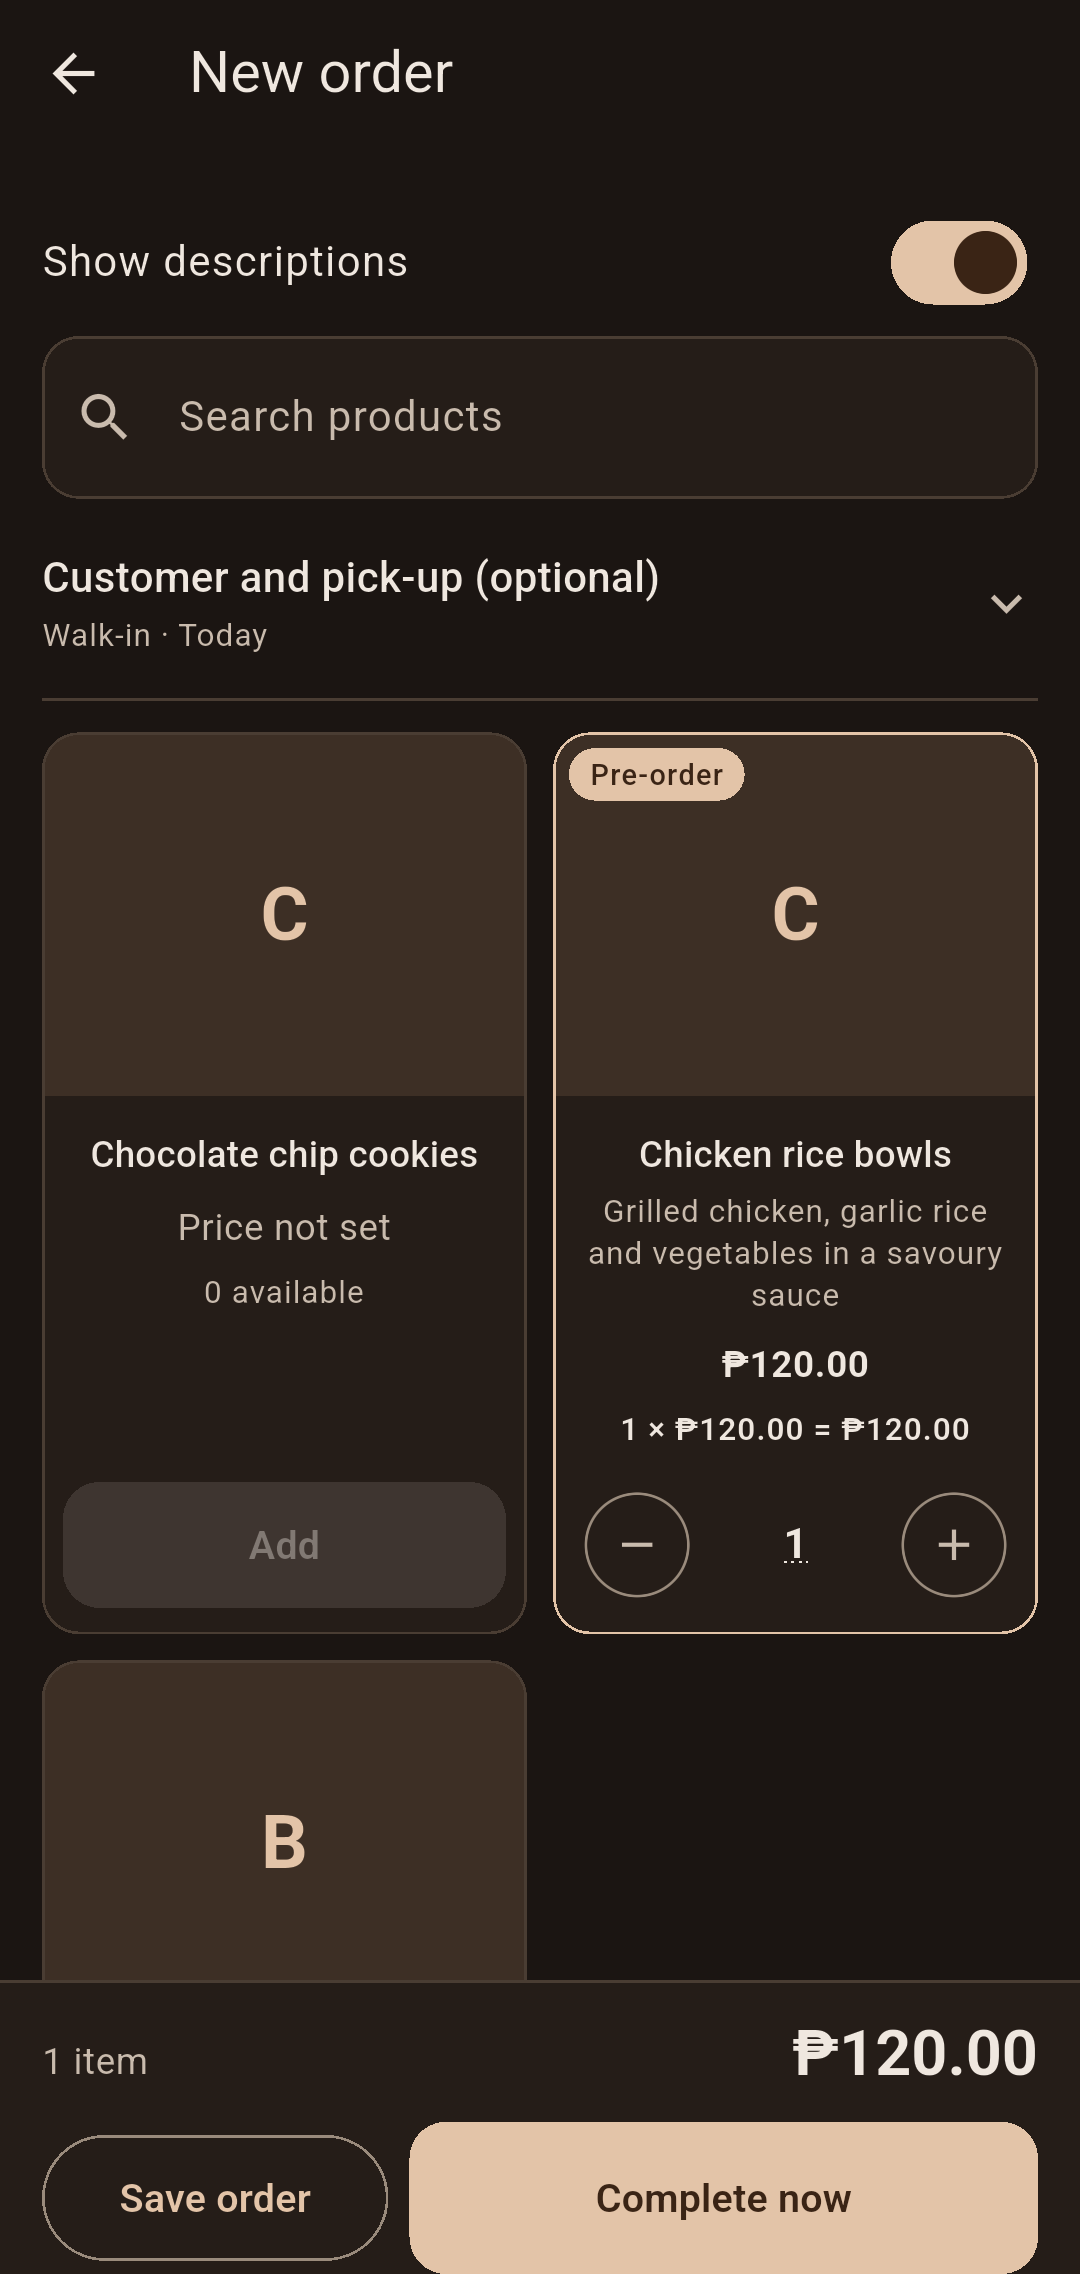 New order
Show descriptions
Search products
Customer and pick-up (optional)
Walk-in · Today
C
Chocolate chip cookies
Price not set
0 available
Add
Pre-order
C
Chicken rice bowls
Grilled chicken, garlic rice
and vegetables in a savoury
sauce
₱120.00
1 × ₱120.00 = ₱120.00
1
B
1 item
₱120.00
Save order
Complete now